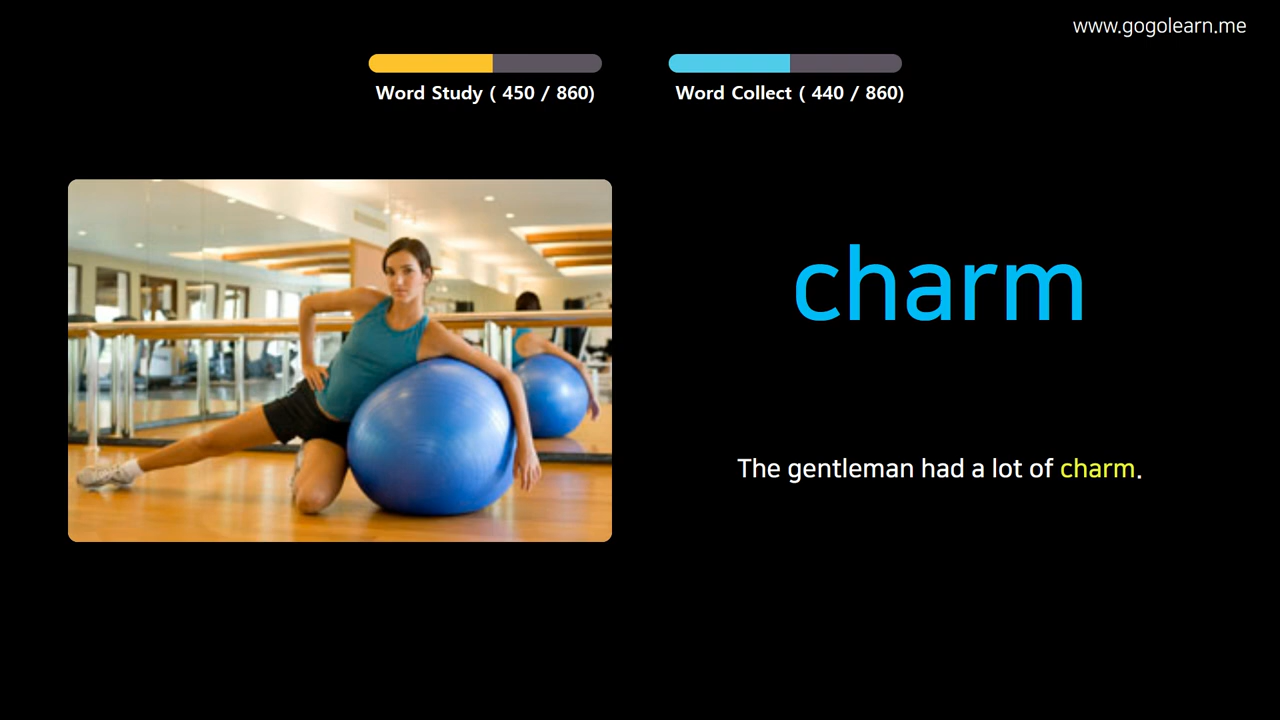 www.gogolearn.me
Word Study ( 450 / 860)
Word Collect ( 440 / 860)
charm
The gentleman had a lot of charm.